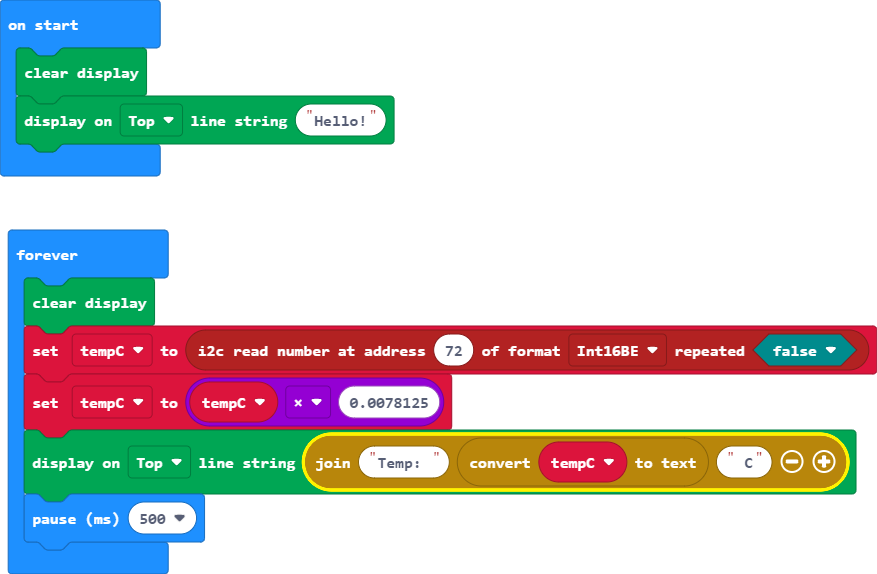 on start
clear display
display on Top line string "Hello!"
forever
clear display
set tempC to i2c read number at address 72 of format Int16BE repeated false
set tempC to tempC × 0.0078125
display on Top line string join "Temp: " convert tempC to text " C"
pause (ms) 500